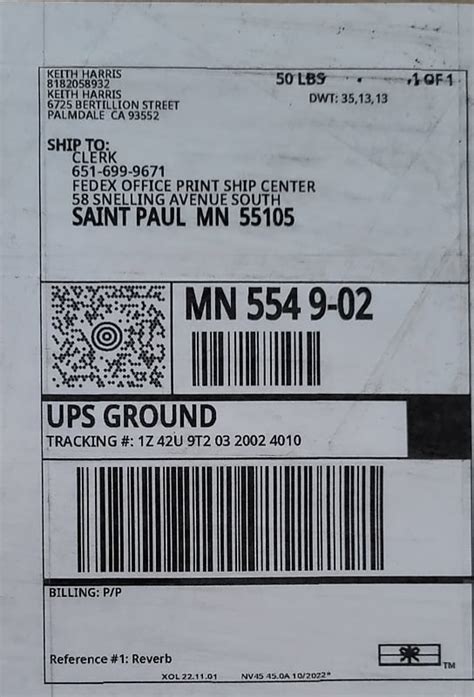 KEITH HARRIS
8182058932
KEITH HARRIS
6725 BERTILLION STREET
PALMDALE CA 93552
50 LBS 1 OF 1
DWT: 35,13,13
SHIP TO:
CLERK
651-699-9671
FEDEX OFFICE PRINT SHIP CENTER
58 SNELLING AVENUE SOUTH
SAINT PAUL MN 55105
MN 554 9-02
UPS GROUND
TRACKING #: 1Z 42U 9T2 03 2002 4010
BILLING: P/P
Reference #1: Reverb
XOL 22.11.01 NV45 45.0A 10/2022*
TM